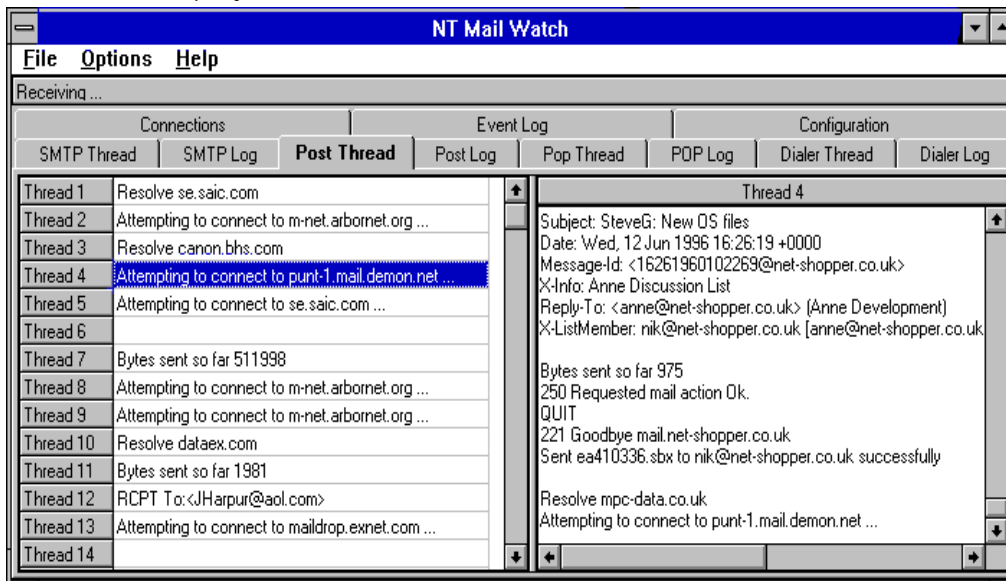 NT Mail Watch
File Options Help
Receiving ...
Connections Event Log Configuration
SMTP Thread SMTP Log Post Thread Post Log Pop Thread POP Log Dialer Thread Dialer Log
Thread 1 Resolve se.saic.com
Thread 2 Attempting to connect to m-net.arbornet.org ...
Thread 3 Resolve canon.bhs.com
Thread 4 Attempting to connect to punt-1.mail.demon.net ...
Thread 5 Attempting to connect to se.saic.com ...
Thread 6
Thread 7 Bytes sent so far 511998
Thread 8 Attempting to connect to m-net.arbornet.org ...
Thread 9 Attempting to connect to m-net.arbornet.org ...
Thread 10 Resolve dataex.com
Thread 11 Bytes sent so far 1981
Thread 12 RCPT To:<JHarpur@aol.com>
Thread 13 Attempting to connect to maildrop.exnet.com ...
Thread 14
Thread 4
Subject: SteveG: New OS files
Date: Wed, 12 Jun 1996 16:26:19 +0000
Message-Id: <16261960102269@net-shopper.co.uk>
X-Info: Anne Discussion List
Reply-To: <anne@net-shopper.co.uk> (Anne Development)
X-ListMember: nik@net-shopper.co.uk [anne@net-shopper.co.uk
Bytes sent so far 975
250 Requested mail action Ok.
QUIT
221 Goodbye mail.net-shopper.co.uk
Sent ea410336.sbx to nik@net-shopper.co.uk successfully
Resolve mpc-data.co.uk
Attempting to connect to punt-1.mail.demon.net ...